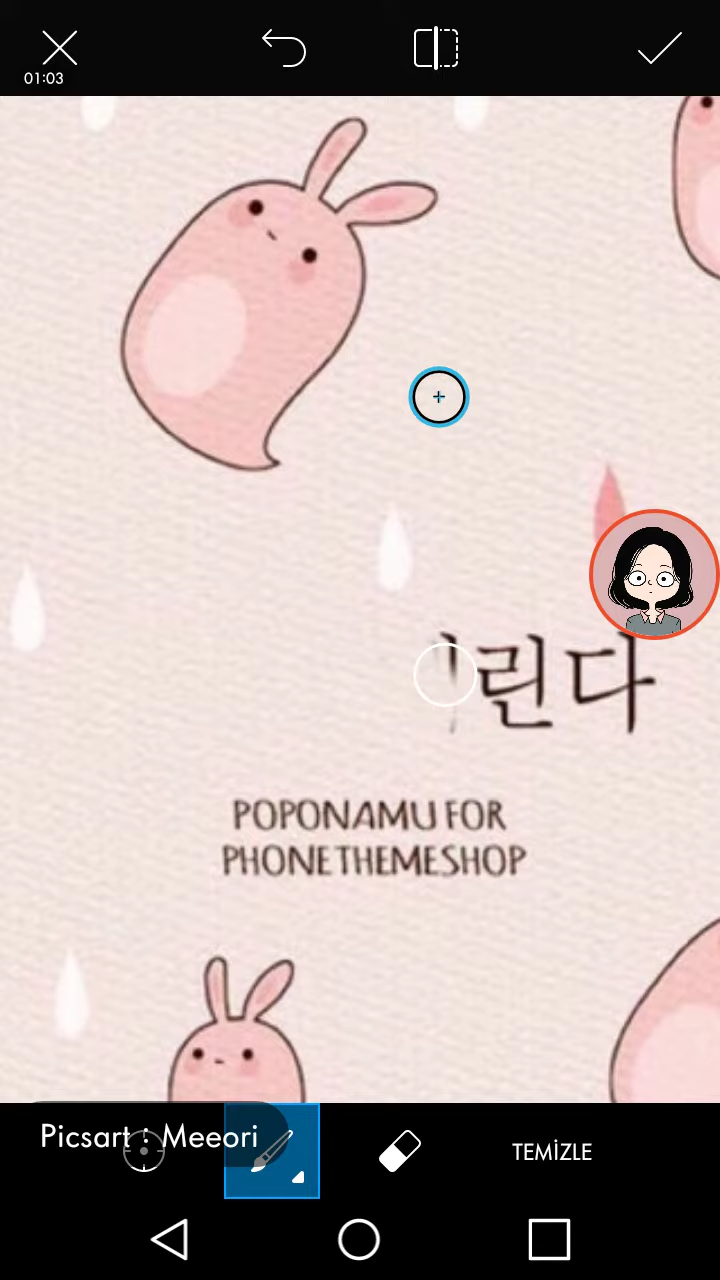 01:03
린다
POPONAMU FOR
PHONETHEMESHOP
Picsart : Meeori
TEMİZLE